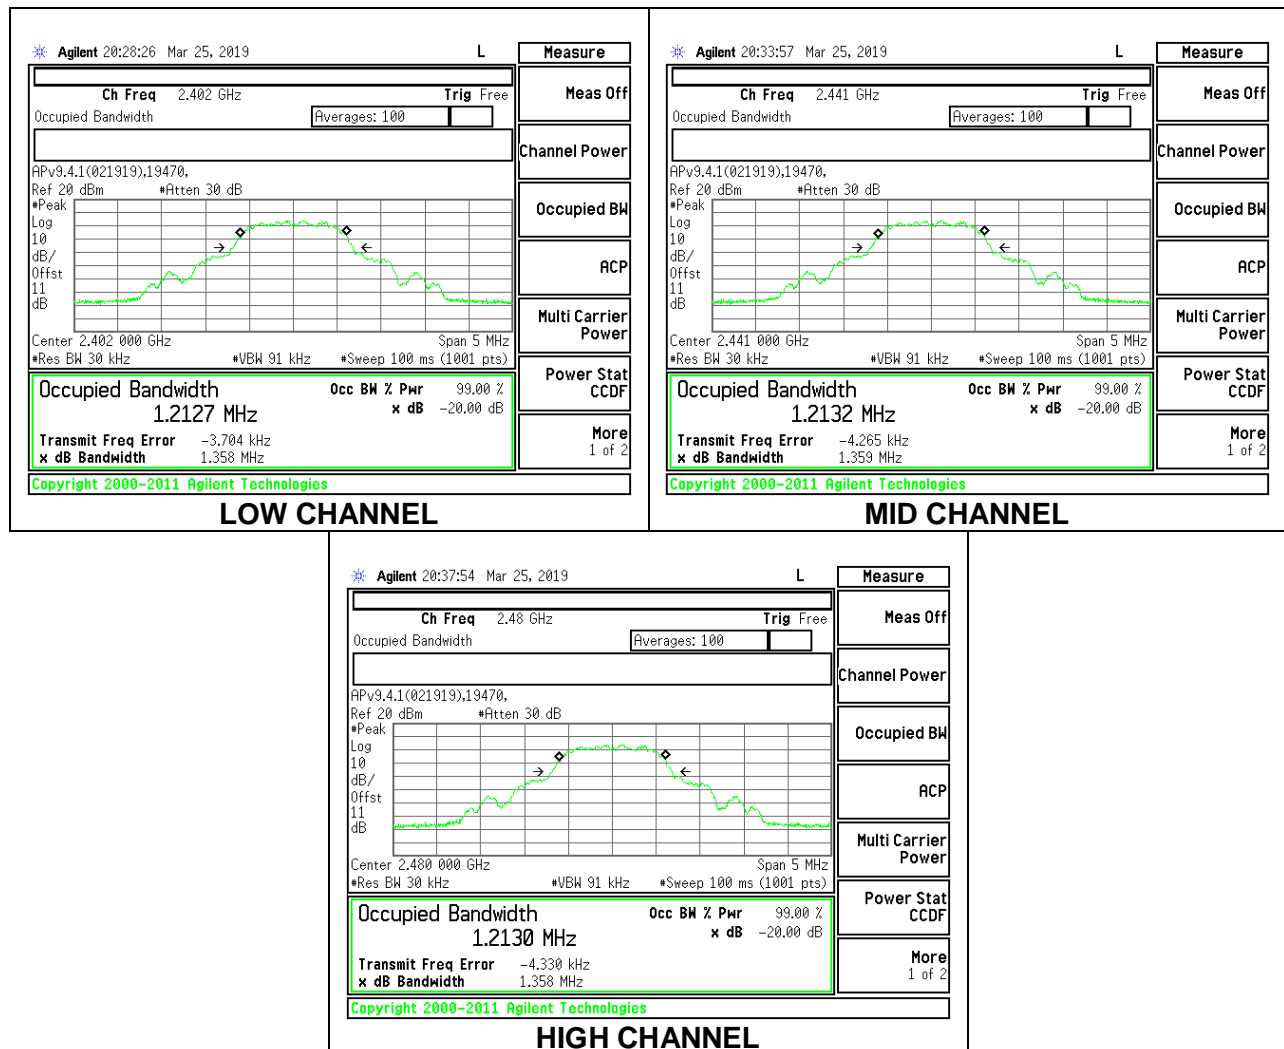 Agilent 20:28:26 Mar 25, 2019 L Measure
Ch Freq 2.402 GHz Trig Free
Occupied Bandwidth Averages: 100
APv9.4.1(021919),19470,
Ref 20 dBm #Atten 30 dB
#Peak
Log
10
dB/
Offst
11
dB
Center 2.402 000 GHz Span 5 MHz
#Res BW 30 kHz #VBW 91 kHz #Sweep 100 ms (1001 pts)
Occupied Bandwidth Occ BW % Pwr 99.00 %
1.2127 MHz x dB -20.00 dB
Transmit Freq Error -3.704 kHz
x dB Bandwidth 1.358 MHz
Copyright 2000-2011 Agilent Technologies
Meas Off
Channel Power
Occupied BW
ACP
Multi Carrier
Power
Power Stat
CCDF
More
1 of 2
LOW CHANNEL
Agilent 20:33:57 Mar 25, 2019 L Measure
Ch Freq 2.441 GHz Trig Free
Occupied Bandwidth Averages: 100
APv9.4.1(021919),19470,
Ref 20 dBm #Atten 30 dB
#Peak
Log
10
dB/
Offst
11
dB
Center 2.441 000 GHz Span 5 MHz
#Res BW 30 kHz #VBW 91 kHz #Sweep 100 ms (1001 pts)
Occupied Bandwidth Occ BW % Pwr 99.00 %
1.2132 MHz x dB -20.00 dB
Transmit Freq Error -4.265 kHz
x dB Bandwidth 1.359 MHz
Copyright 2000-2011 Agilent Technologies
Meas Off
Channel Power
Occupied BW
ACP
Multi Carrier
Power
Power Stat
CCDF
More
1 of 2
MID CHANNEL
Agilent 20:37:54 Mar 25, 2019 L Measure
Ch Freq 2.48 GHz Trig Free
Occupied Bandwidth Averages: 100
APv9.4.1(021919),19470,
Ref 20 dBm #Atten 30 dB
#Peak
Log
10
dB/
Offst
11
dB
Center 2.480 000 GHz Span 5 MHz
#Res BW 30 kHz #VBW 91 kHz #Sweep 100 ms (1001 pts)
Occupied Bandwidth Occ BW % Pwr 99.00 %
1.2130 MHz x dB -20.00 dB
Transmit Freq Error -4.330 kHz
x dB Bandwidth 1.358 MHz
Copyright 2000-2011 Agilent Technologies
Meas Off
Channel Power
Occupied BW
ACP
Multi Carrier
Power
Power Stat
CCDF
More
1 of 2
HIGH CHANNEL